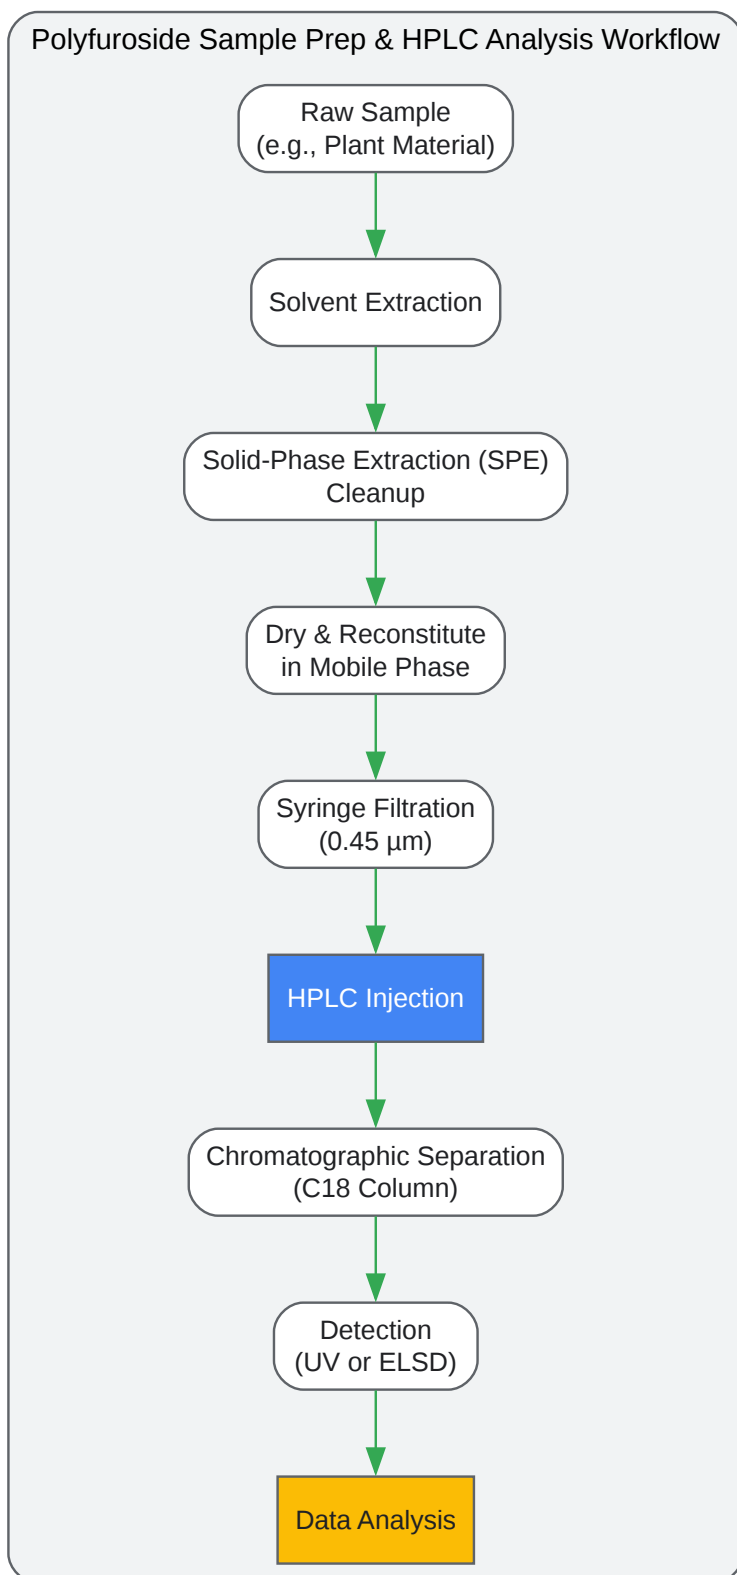 Polyfuroside Sample Prep & HPLC Analysis Workflow
Raw Sample
(e.g., Plant Material)
Solvent Extraction
Solid-Phase Extraction (SPE)
Cleanup
Dry & Reconstitute
in Mobile Phase
Syringe Filtration
(0.45 µm)
HPLC Injection
Chromatographic Separation
(C18 Column)
Detection
(UV or ELSD)
Data Analysis